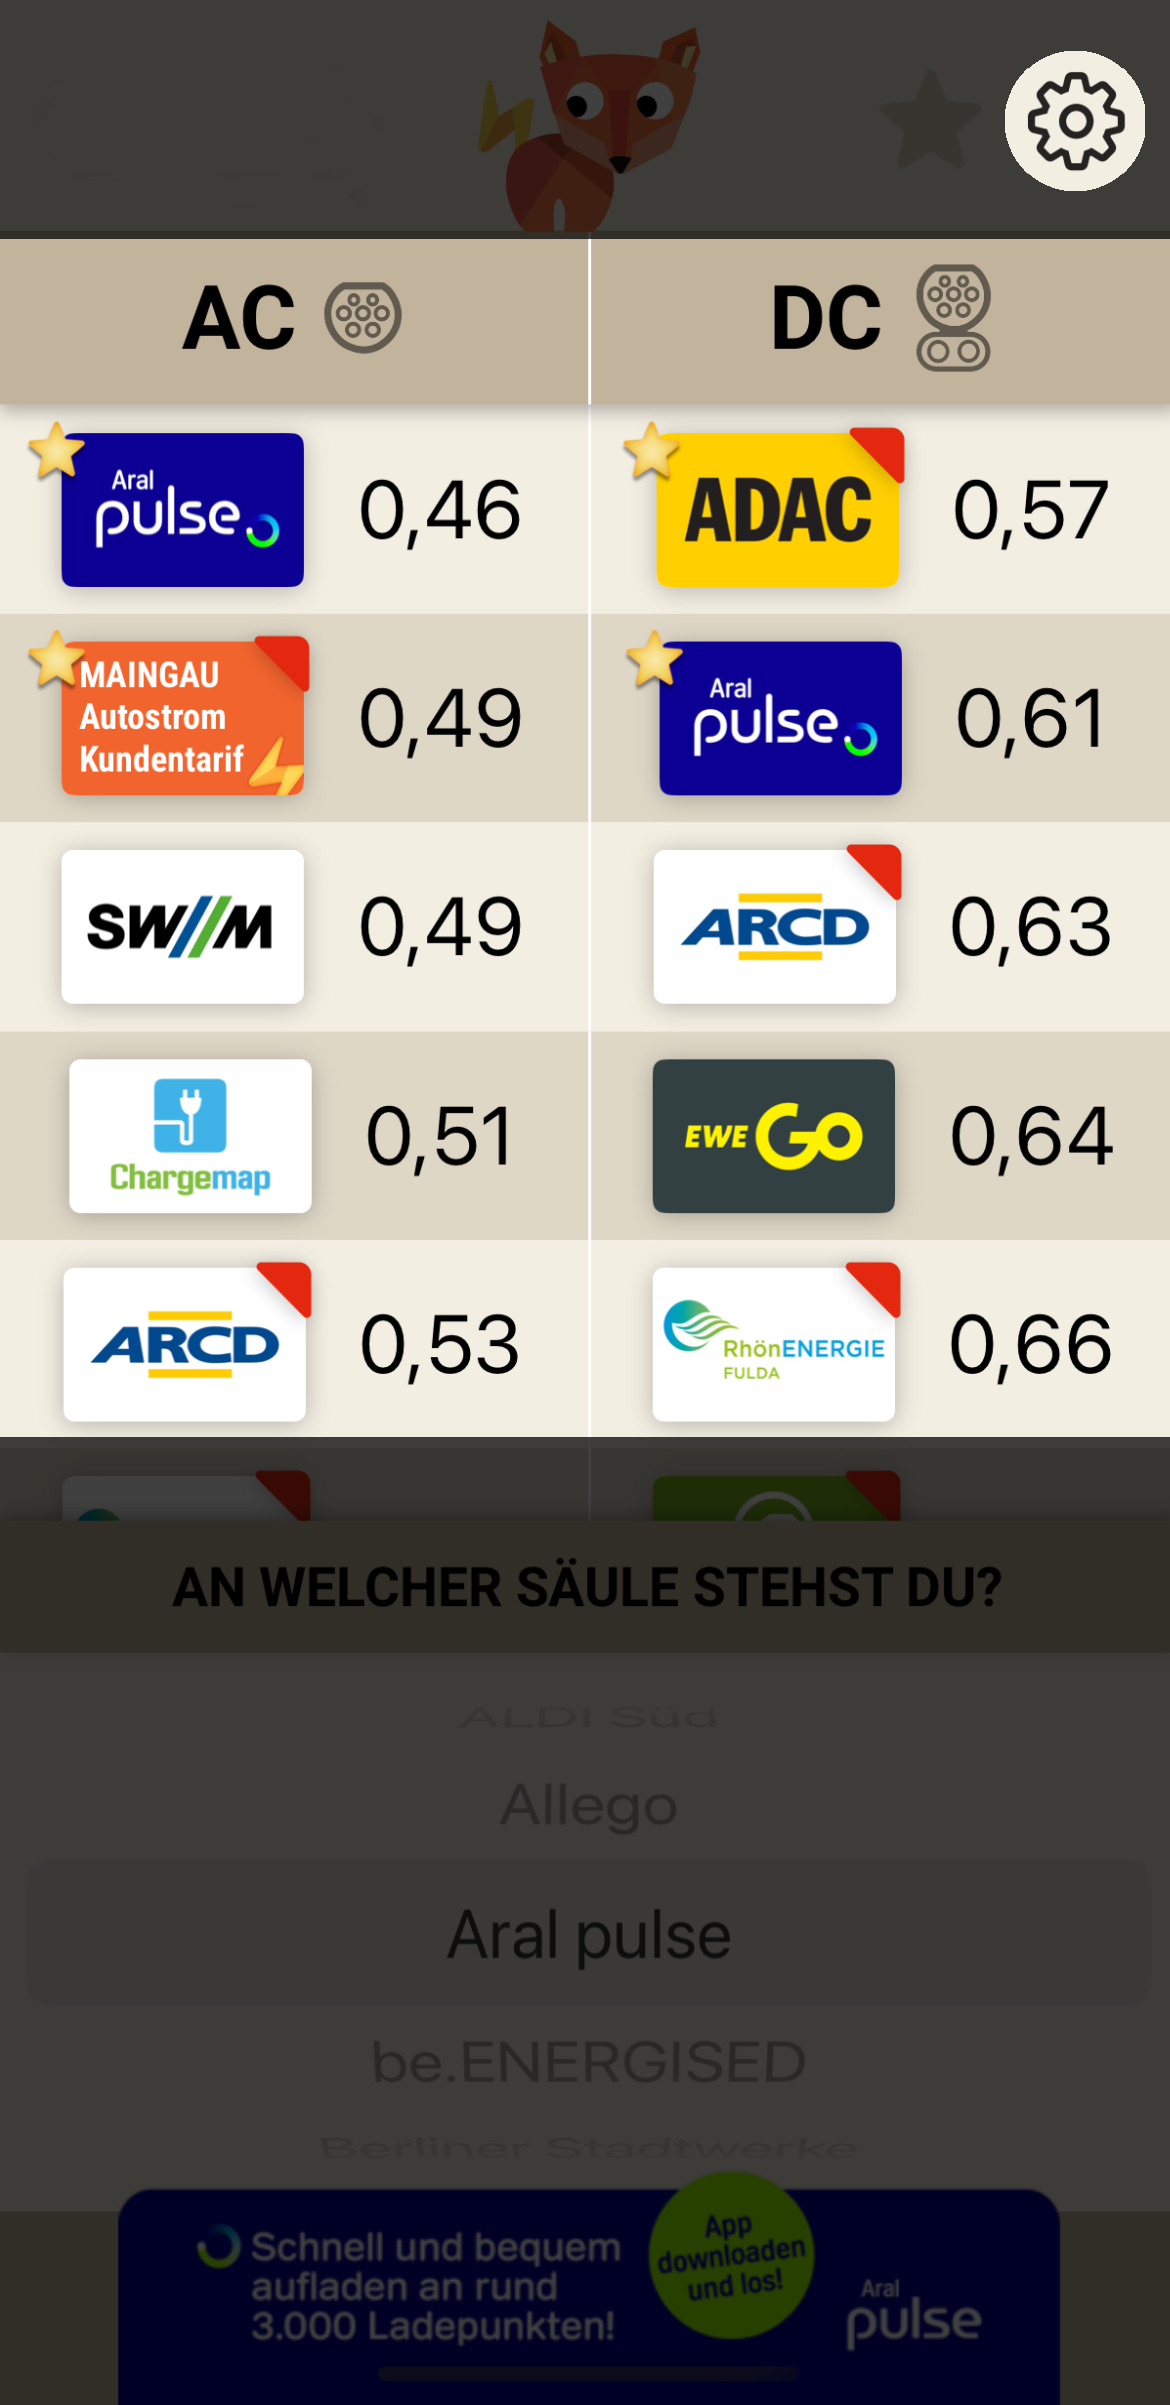 AC
DC
Aral pulse
0,46
ADAC
0,57
MAINGAU
Autostrom
Kundentarif
0,49
Aral pulse
0,61
SW//M
0,49
ARCD
0,63
Chargemap
0,51
EWE Go
0,64
ARCD
0,53
RhönENERGIE
FULDA
0,66
AN WELCHER SÄULE STEHST DU?
ALDI Süd
Allego
Aral pulse
be.ENERGISED
Berliner Stadtwerke
Schnell und bequem
aufladen an rund
3.000 Ladepunkten!
App
downloaden
und los!
Aral
pulse